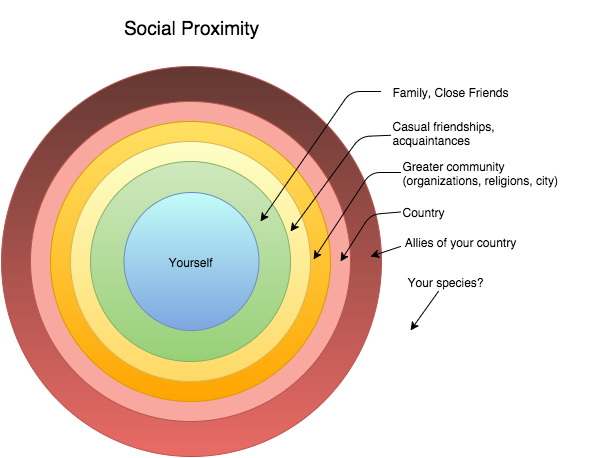 Social Proximity
Family, Close Friends
Casual friendships,
acquaintances
Greater community
(organizations, religions, city)
Country
Allies of your country
Yourself
Your species?